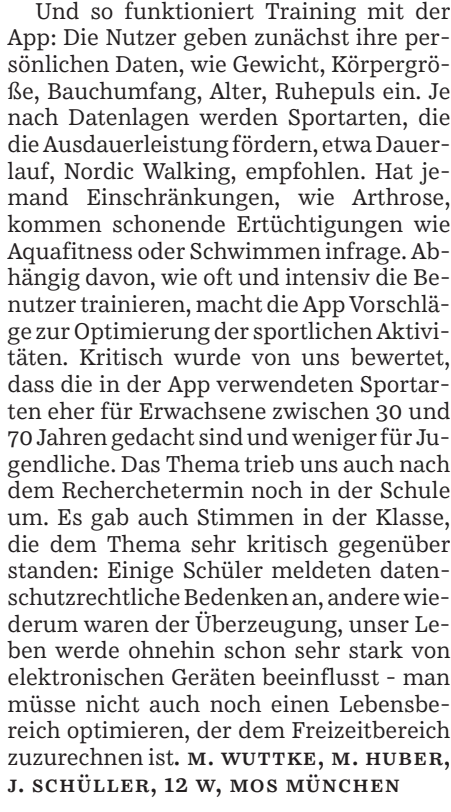 Und so funktioniert Training mit der
App: Die Nutzer geben zunächst ihre per-
sönlichen Daten, wie Gewicht, Körpergrö-
ße, Bauchumfang, Alter, Ruhepuls ein. Je
nach Datenlagen werden Sportarten, die
die Ausdauerleistung fördern, etwa Dauer-
lauf, Nordic Walking, empfohlen. Hat je-
mand Einschränkungen, wie Arthrose,
kommen schonende Ertüchtigungen wie
Aquafitness oder Schwimmen infrage. Ab-
hängig davon, wie oft und intensiv die Be-
nutzer trainieren, macht die App Vorschlä-
ge zur Optimierung der sportlichen Aktivi-
täten. Kritisch wurde von uns bewertet,
dass die in der App verwendeten Sportar-
ten eher für Erwachsene zwischen 30 und
70 Jahren gedacht sind und weniger für Ju-
gendliche. Das Thema trieb uns auch nach
dem Recherchetermin noch in der Schule
um. Es gab auch Stimmen in der Klasse,
die dem Thema sehr kritisch gegenüber
standen: Einige Schüler meldeten daten-
schutzrechtliche Bedenken an, andere wie-
derum waren der Überzeugung, unser Le-
ben werde ohnehin schon sehr stark von
elektronischen Geräten beeinflusst - man
müsse nicht auch noch einen Lebensbe-
reich optimieren, der dem Freizeitbereich
zuzurechnen ist. M. WUTTKE, M. HUBER,
J. SCHÜLLER, 12 W, MOS MÜNCHEN